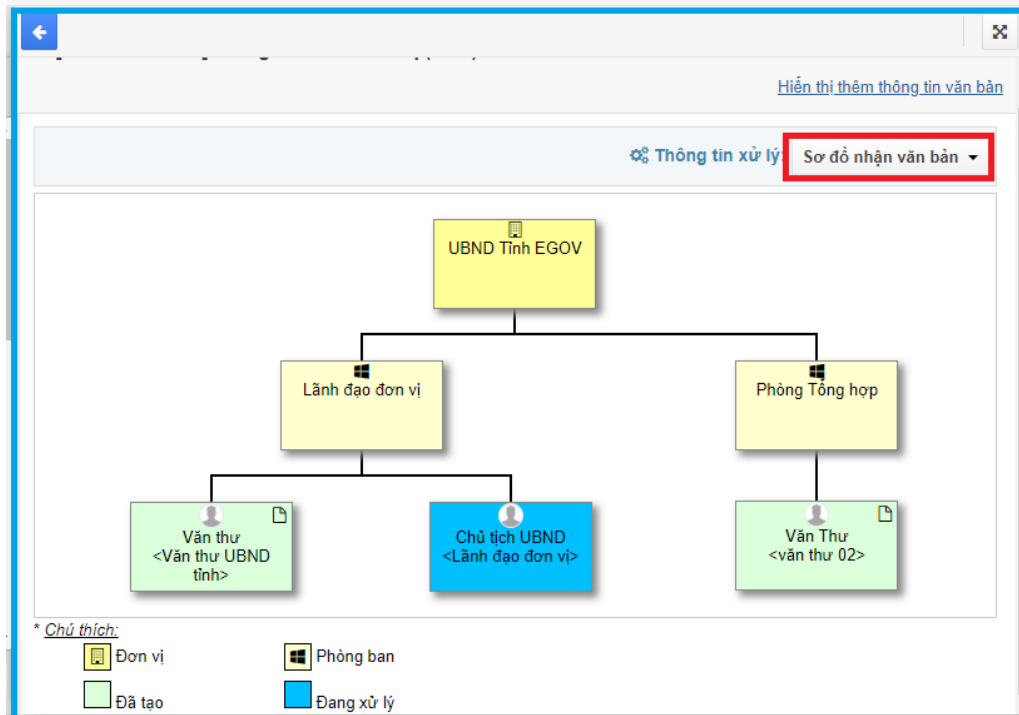 Hiển thị thêm thông tin văn bản
Thông tin xử lý:
Sơ đồ nhận văn bản
UBND Tỉnh EGOV
Lãnh đạo đơn vị
Phòng Tổng hợp
Văn thư
<Văn thư UBND
tỉnh>
Chủ tịch UBND
<Lãnh đạo đơn vị>
Văn Thư
<văn thư 02>
* Chú thích:
Đơn vị
Phòng ban
Đã tạo
Đang xử lý